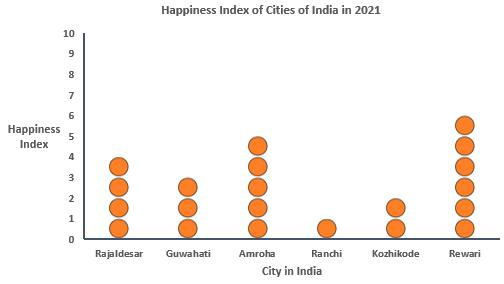 Happiness Index of Cities of India in 2021
10
9
8
7
6
5
4
3
2
1
0
Happiness
Index
Rajaldesar Guwahati Amroha Ranchi Kozhikode Rewari
City in India